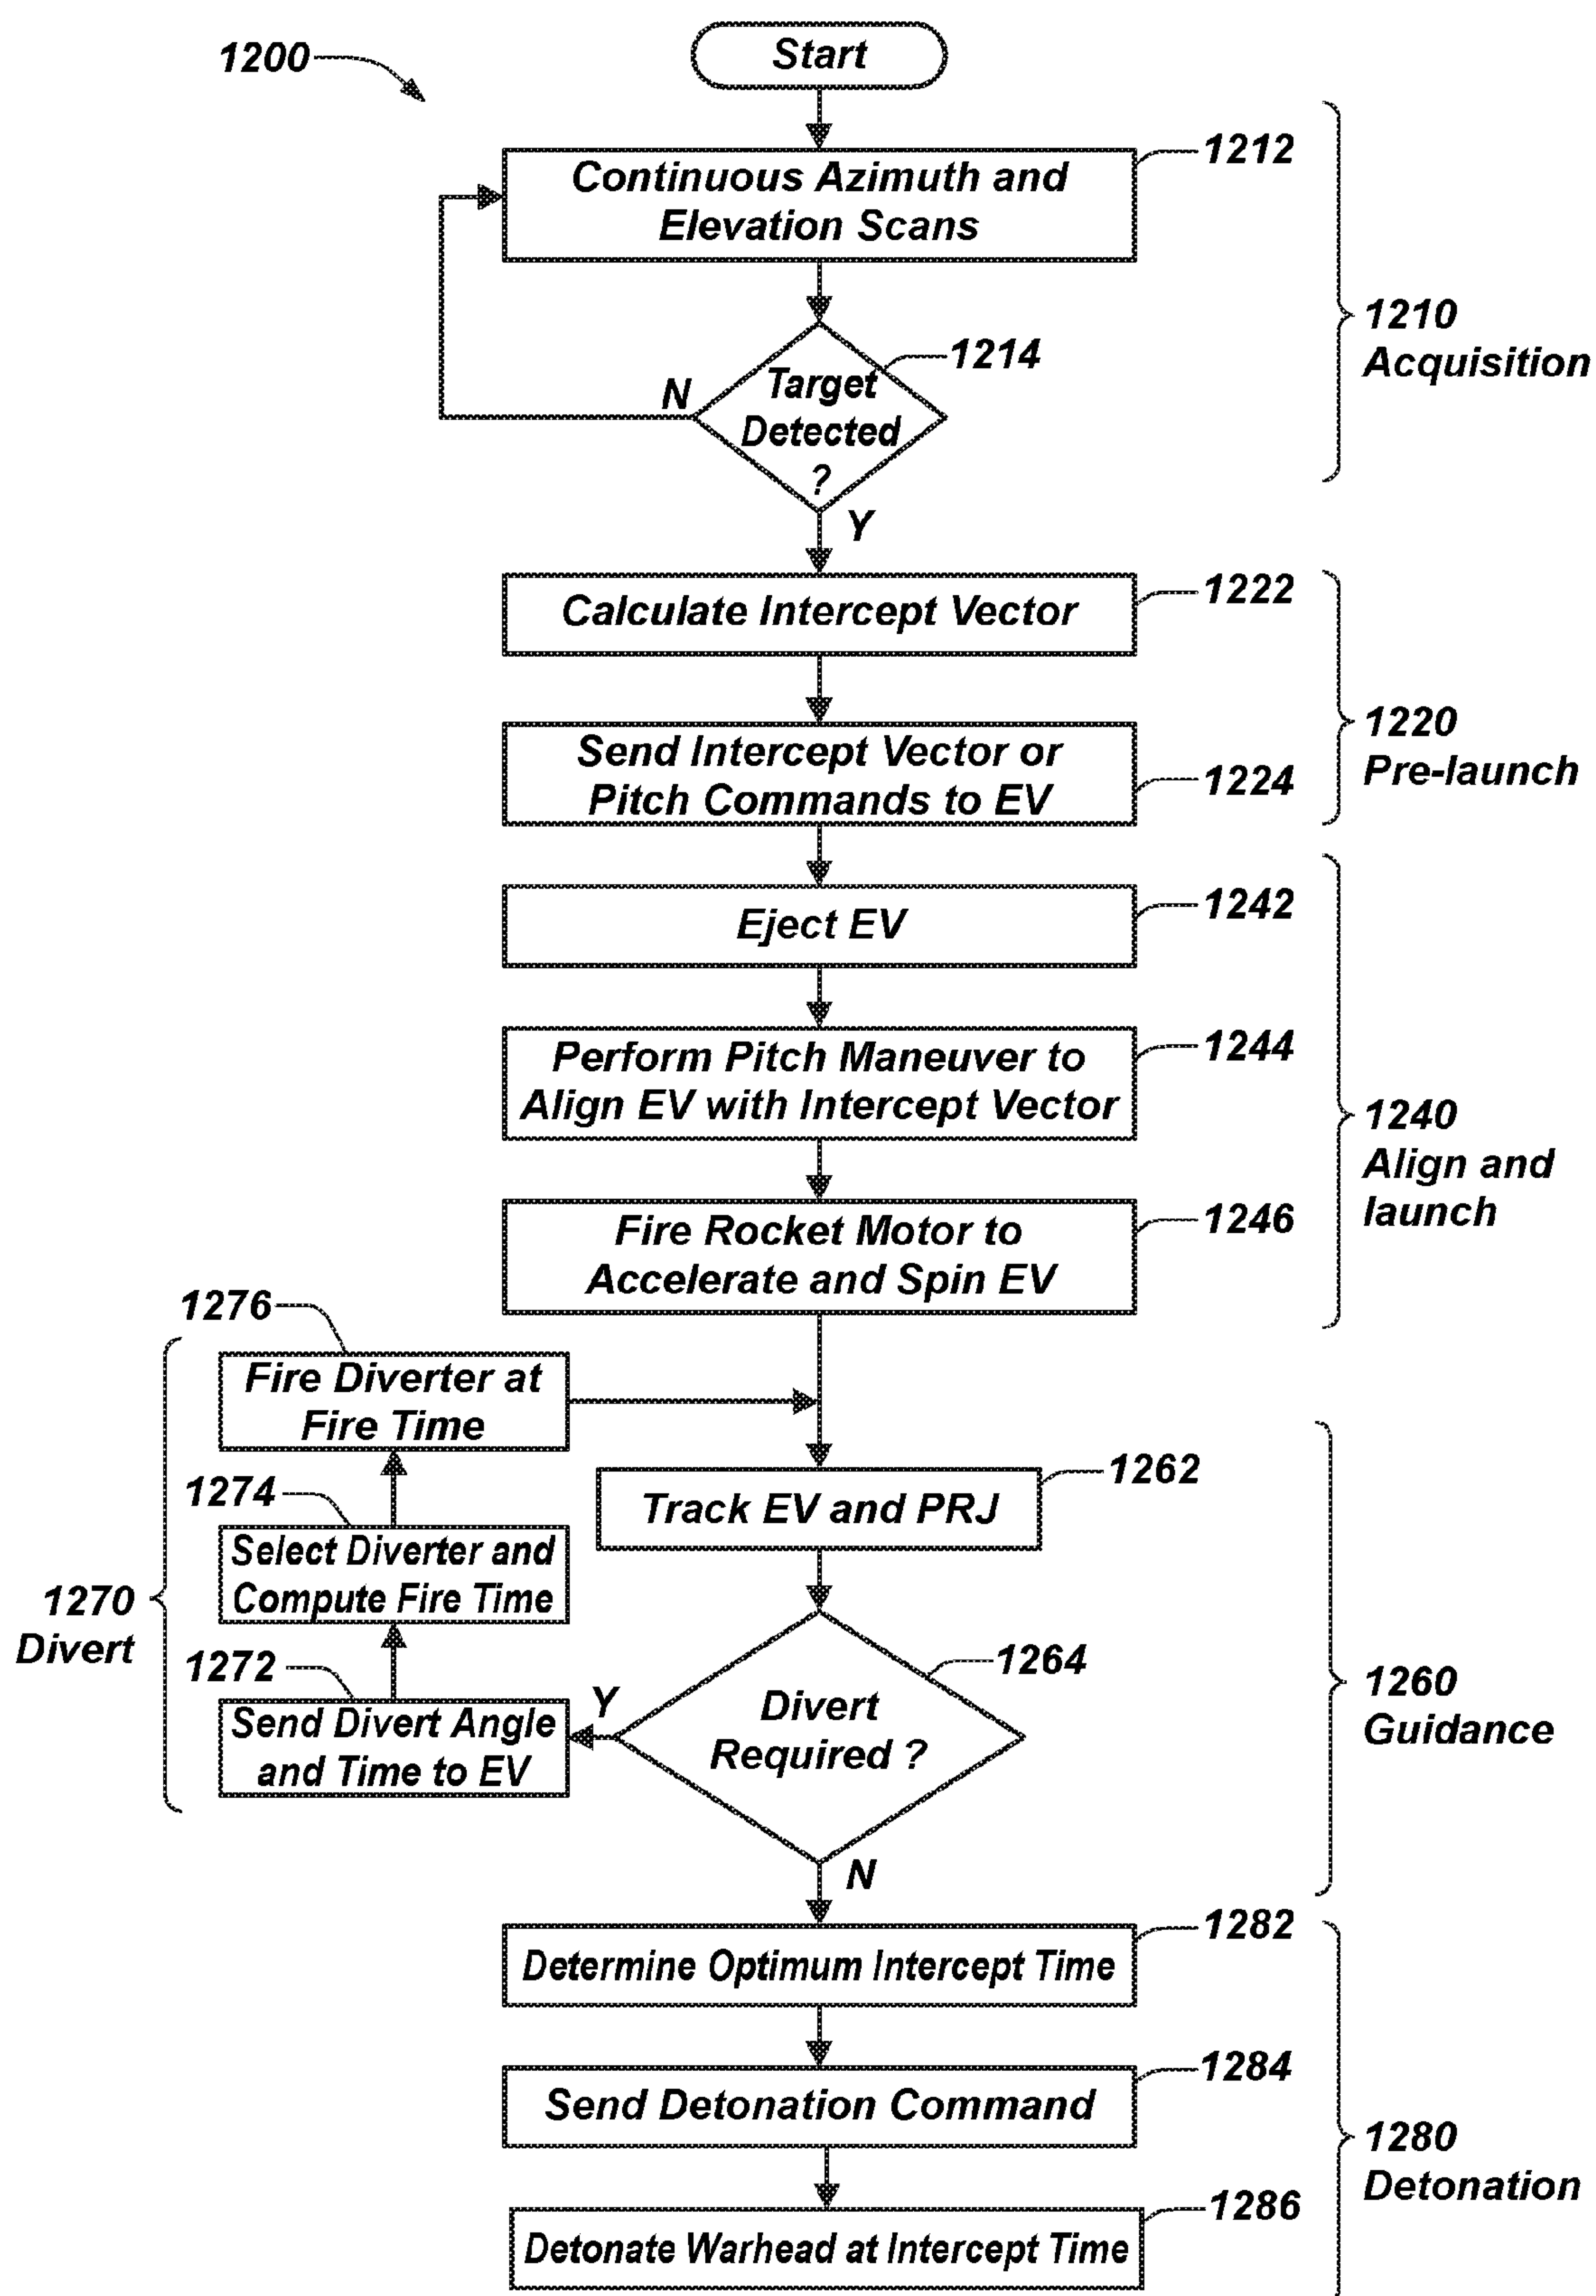 1200
Start
1212
Continuous Azimuth and
Elevation Scans
1214
Target
Detected
?
N
Y
1210
Acquisition
1222
Calculate Intercept Vector
Send Intercept Vector or
Pitch Commands to EV
1224
1220
Pre-launch
1242
Eject EV
1244
Perform Pitch Maneuver to
Align EV with Intercept Vector
1246
Fire Rocket Motor to
Accelerate and Spin EV
1240
Align and
launch
1276
Fire Diverter at
Fire Time
1274
Select Diverter and
Compute Fire Time
1272
Send Divert Angle
and Time to EV
1270
Divert
1262
Track EV and PRJ
1264
Divert
Required ?
Y
N
1260
Guidance
1282
Determine Optimum Intercept Time
1284
Send Detonation Command
1286
Detonate Warhead at Intercept Time
1280
Detonation